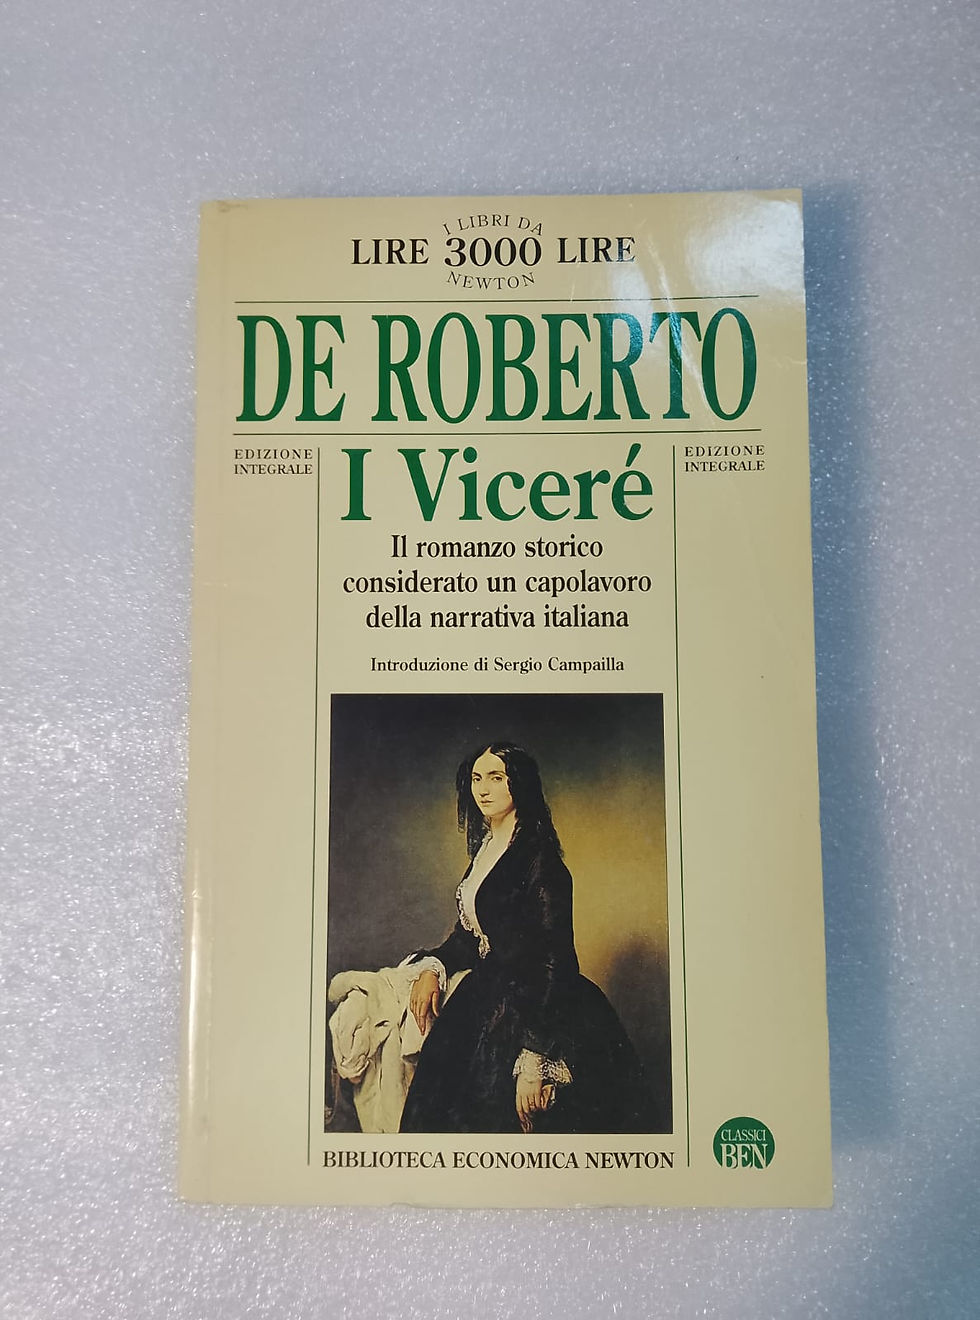 I LIBRI DA
LIRE 3000 LIRE
NEWTON
DE ROBERTO
EDIZIONE
INTEGRALE
I Viceré
EDIZIONE
INTEGRALE
Il romanzo storico
considerato un capolavoro
della narrativa italiana
Introduzione di Sergio Campailla
BIBLIOTECA ECONOMICA NEWTON
CLASSICI
BEN